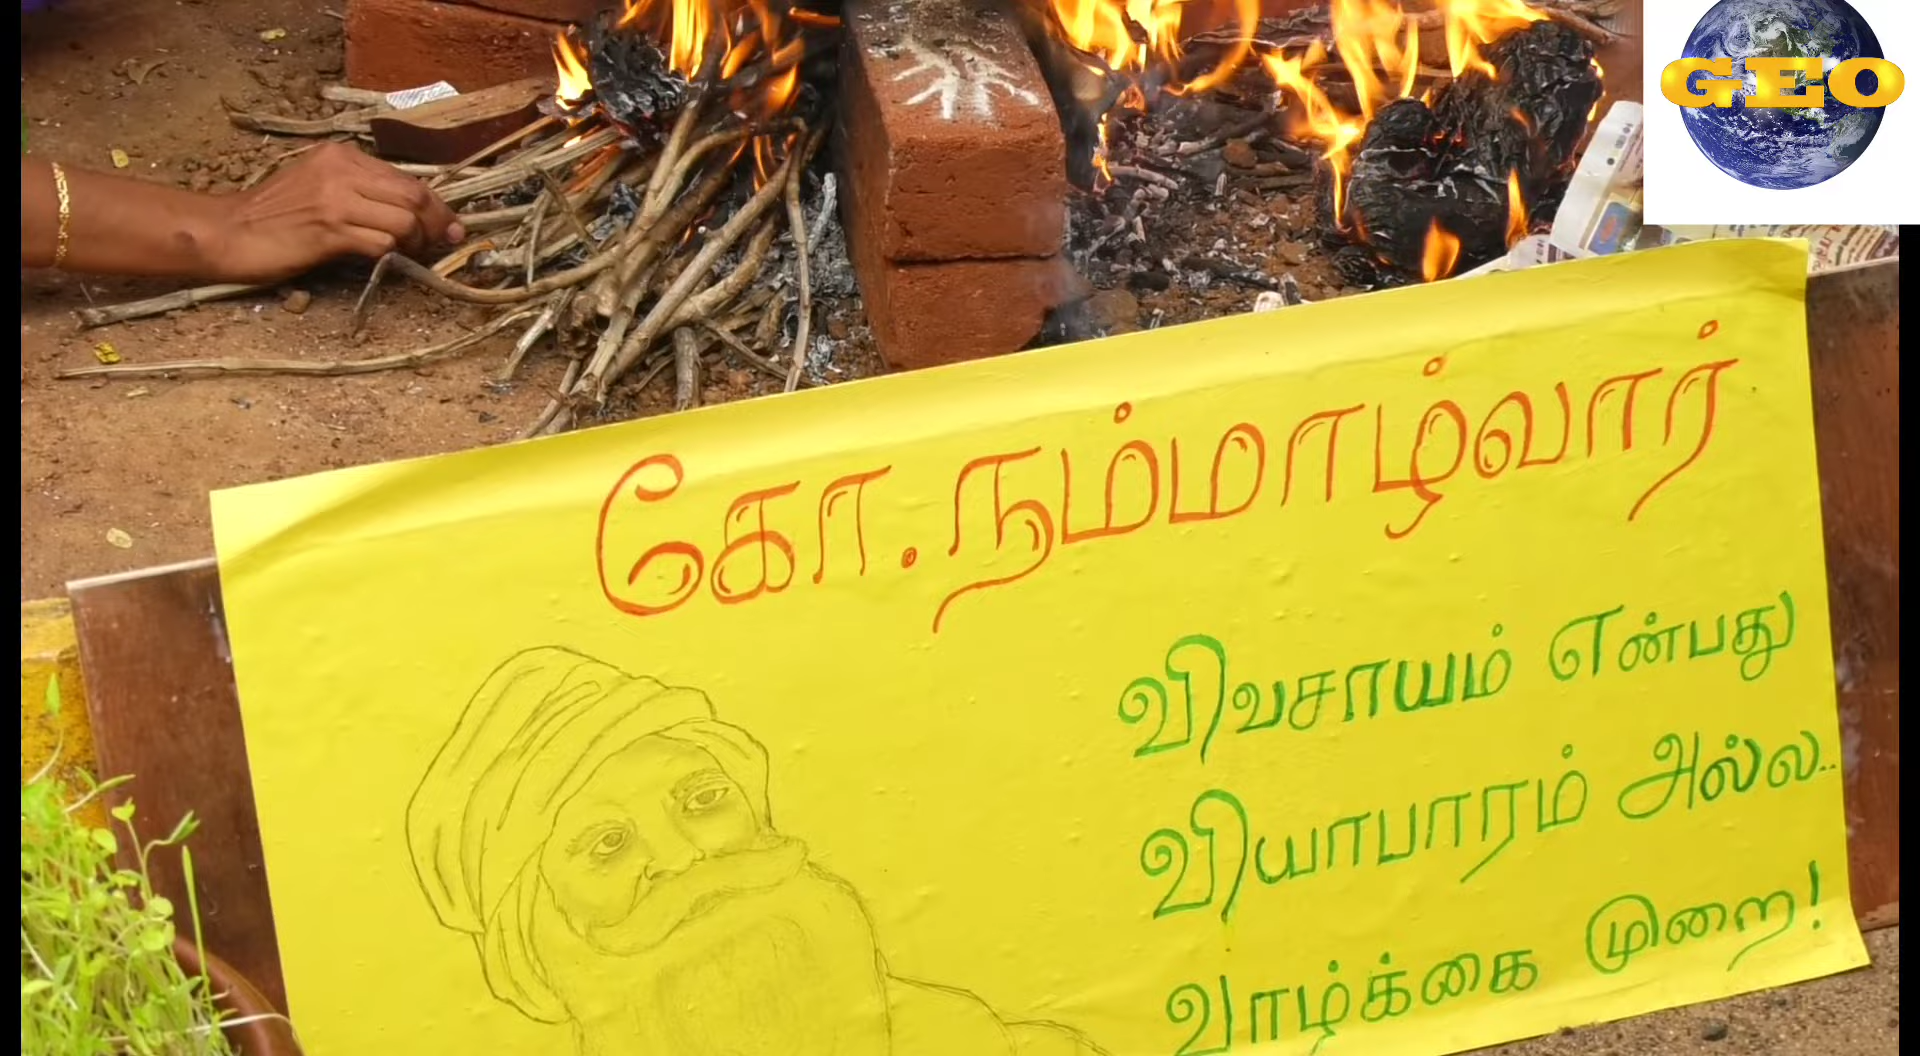 GEO
கோ.நம்மாழ்வார்
விவசாயம் என்பது
வியாபாரம் அல்ல..
வாழ்க்கை முறை!